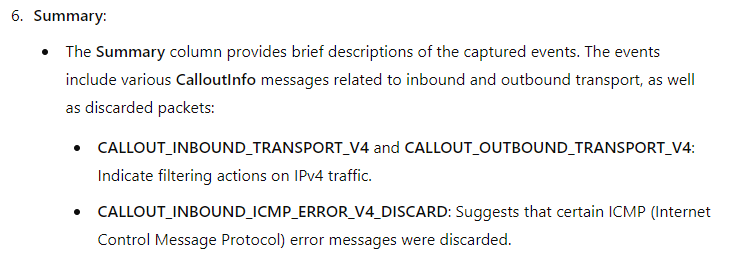 6. Summary:
• The Summary column provides brief descriptions of the captured events. The events
include various CalloutInfo messages related to inbound and outbound transport, as well
as discarded packets:
• CALLOUT_INBOUND_TRANSPORT_V4 and CALLOUT_OUTBOUND_TRANSPORT_V4:
Indicate filtering actions on IPv4 traffic.
• CALLOUT_INBOUND_ICMP_ERROR_V4_DISCARD: Suggests that certain ICMP (Internet
Control Message Protocol) error messages were discarded.